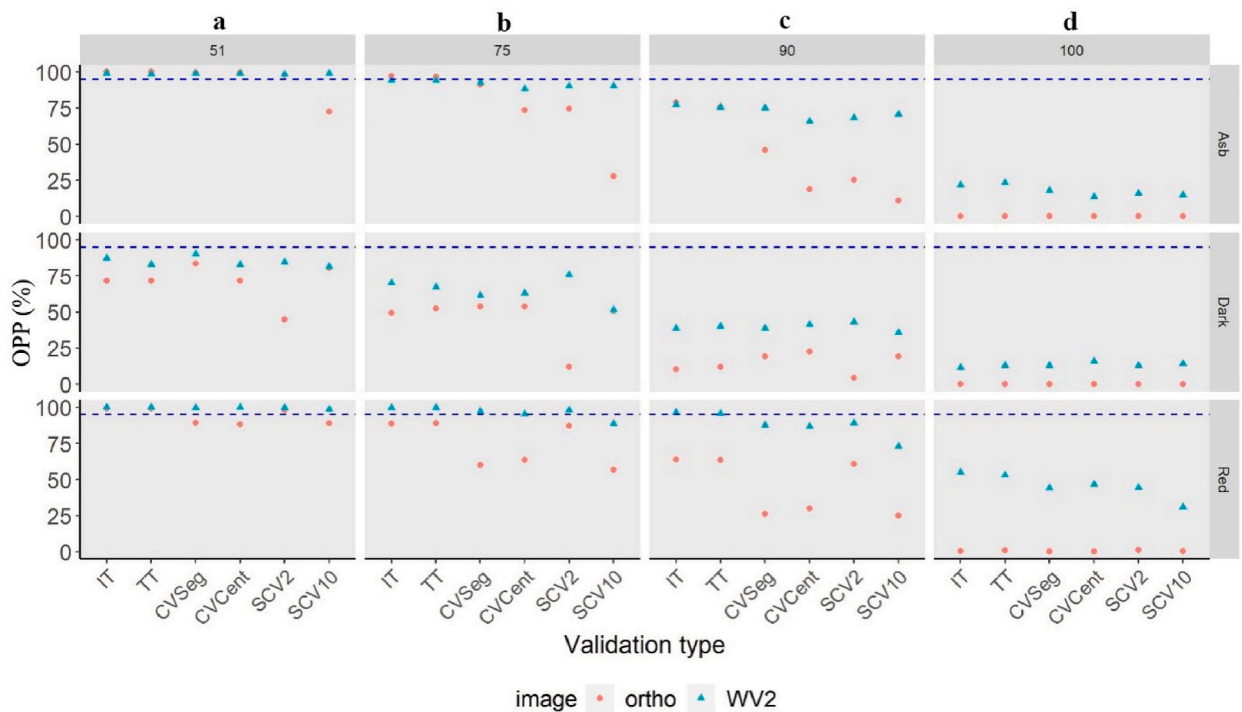 a b c d
51 75 90 100
100
75
50
25
0
Asb
100
75
50
25
0
Dark
100
75
50
25
0
Red
OPP (%)
IT TT CVSeg CVCent SCV2 SCV10 IT TT CVSeg CVCent SCV2 SCV10 IT TT CVSeg CVCent SCV2 SCV10 IT TT CVSeg CVCent SCV2 SCV10
Validation type
image ortho WV2